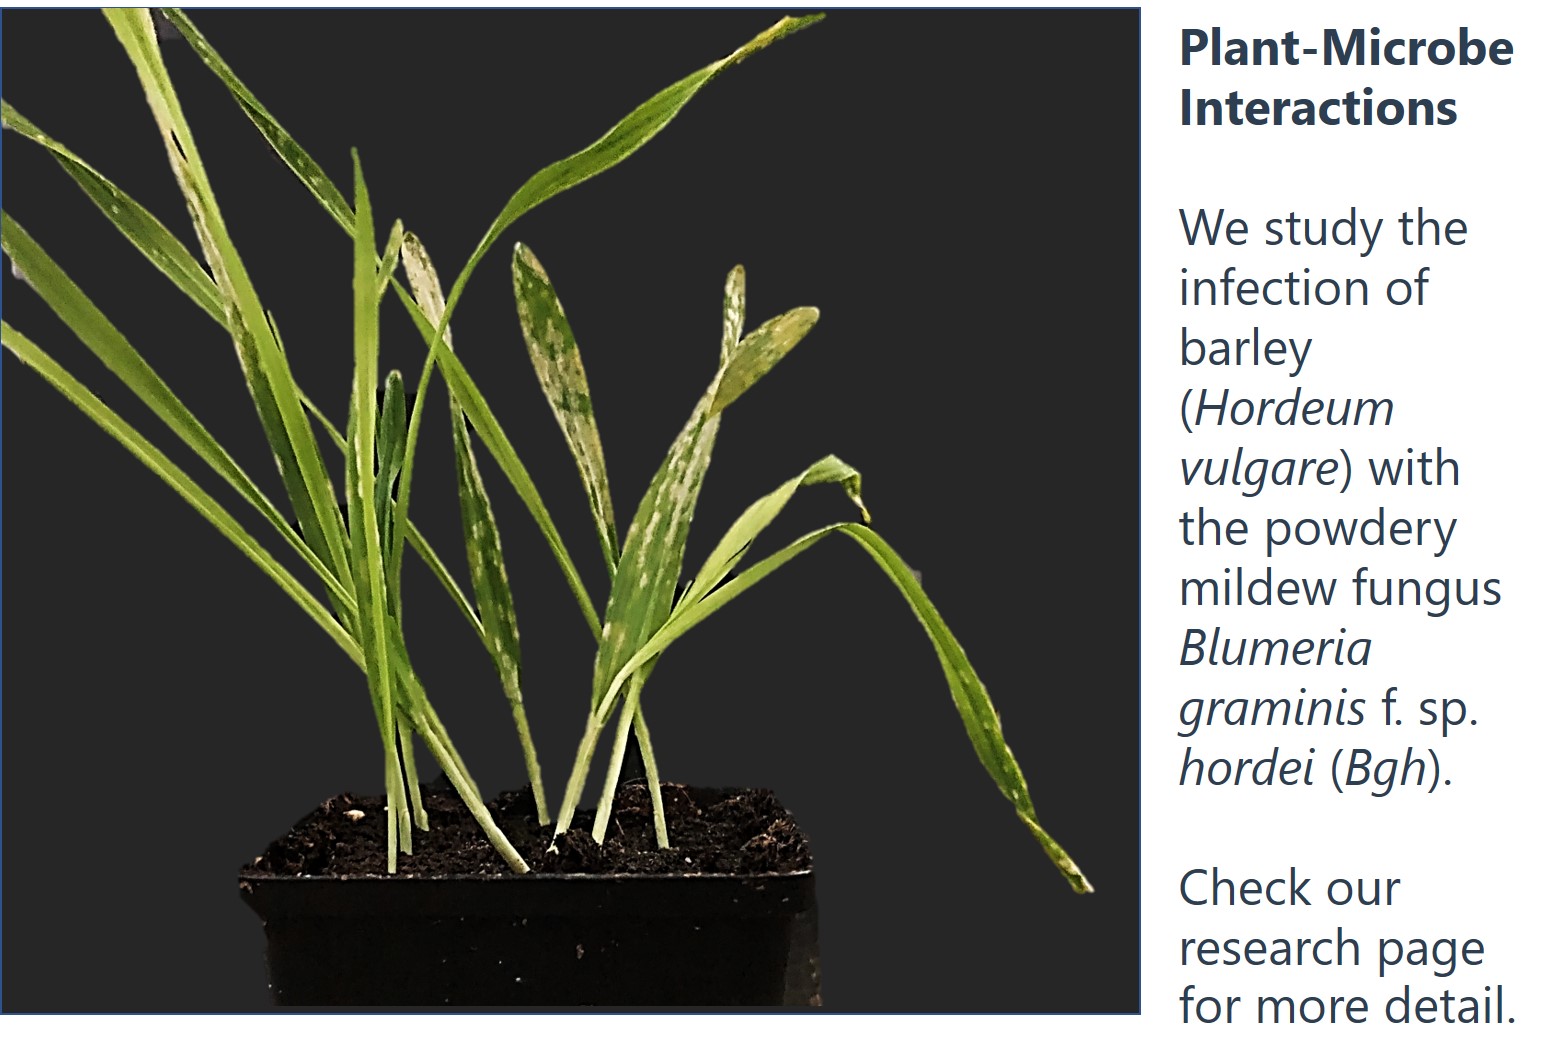 Plant-Microbe
Interactions
We study the
infection of
barley
(Hordeum
vulgare) with
the powdery
mildew fungus
Blumeria
graminis f. sp.
hordei (Bgh).
Check our
research page
for more detail.